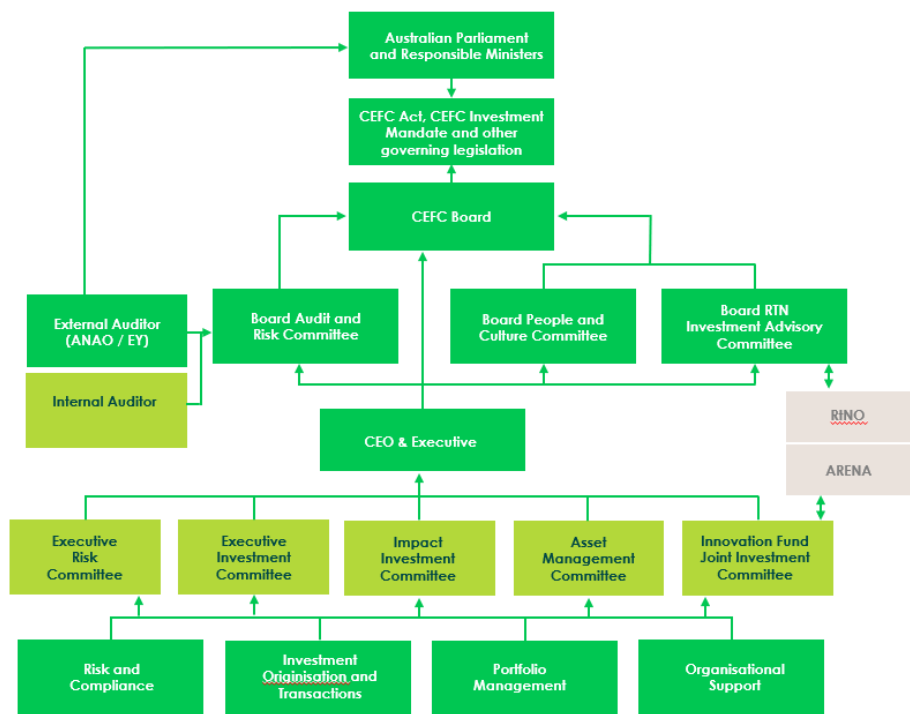 Australian Parliament
and Responsible Ministers
CEFC Act, CEFC Investment
Mandate and other
governing legislation
CEFC Board
External Auditor
(ANAO / EY)
Board Audit and
Risk Committee
Board People and
Culture Committee
Board RTN
Investment Advisory
Committee
Internal Auditor
RINO
ARENA
CEO & Executive
Executive
Risk
Committee
Executive
Investment
Committee
Impact
Investment
Committee
Asset
Management
Committee
Innovation Fund
Joint Investment
Committee
Risk and
Compliance
Investment
Originisation and
Transactions
Portfolio
Management
Organisational
Support